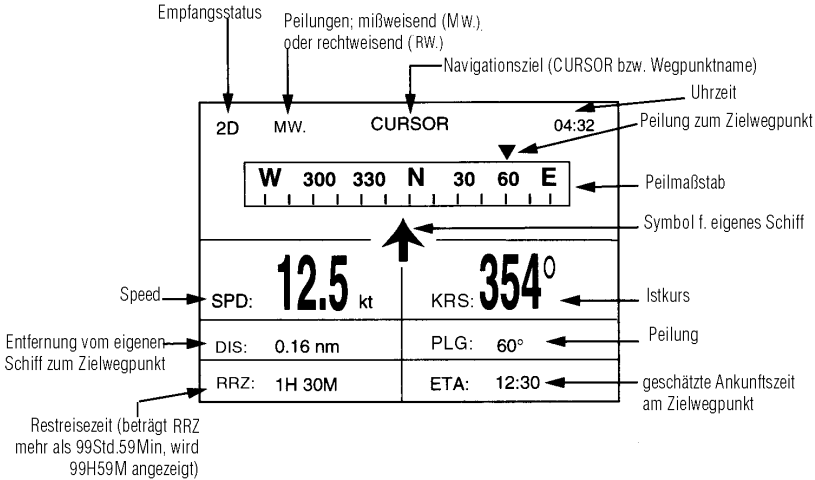 Empfangsstatus
Peilungen; mißweisend (MW.)
oder rechtweisend (RW.)
Navigationsziel (CURSOR bzw. Wegpunktname)
Uhrzeit
Peilung zum Zielwegpunkt
2D MW. CURSOR 04:32
W 300 330 N 30 60 E
Peilmaßstab
Symbol f. eigenes Schiff
Speed
SPD: 12.5 kt KRS: 354°
Istkurs
Entfernung vom eigenen
Schiff zum Zielwegpunkt
DIS: 0.16 nm PLG: 60°
Peilung
RRZ: 1H 30M ETA: 12:30
geschätzte Ankunftszeit
am Zielwegpunkt
Restreisezeit (beträgt RRZ
mehr als 99Std.59Min, wird
99H59M angezeigt)